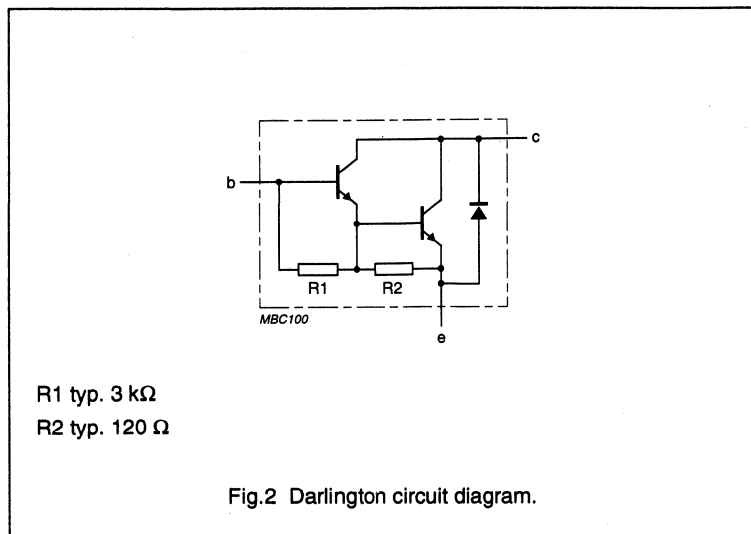 c
b
R1
R2
MBC100
e
R1 typ. 3 kΩ
R2 typ. 120 Ω
Fig.2 Darlington circuit diagram.